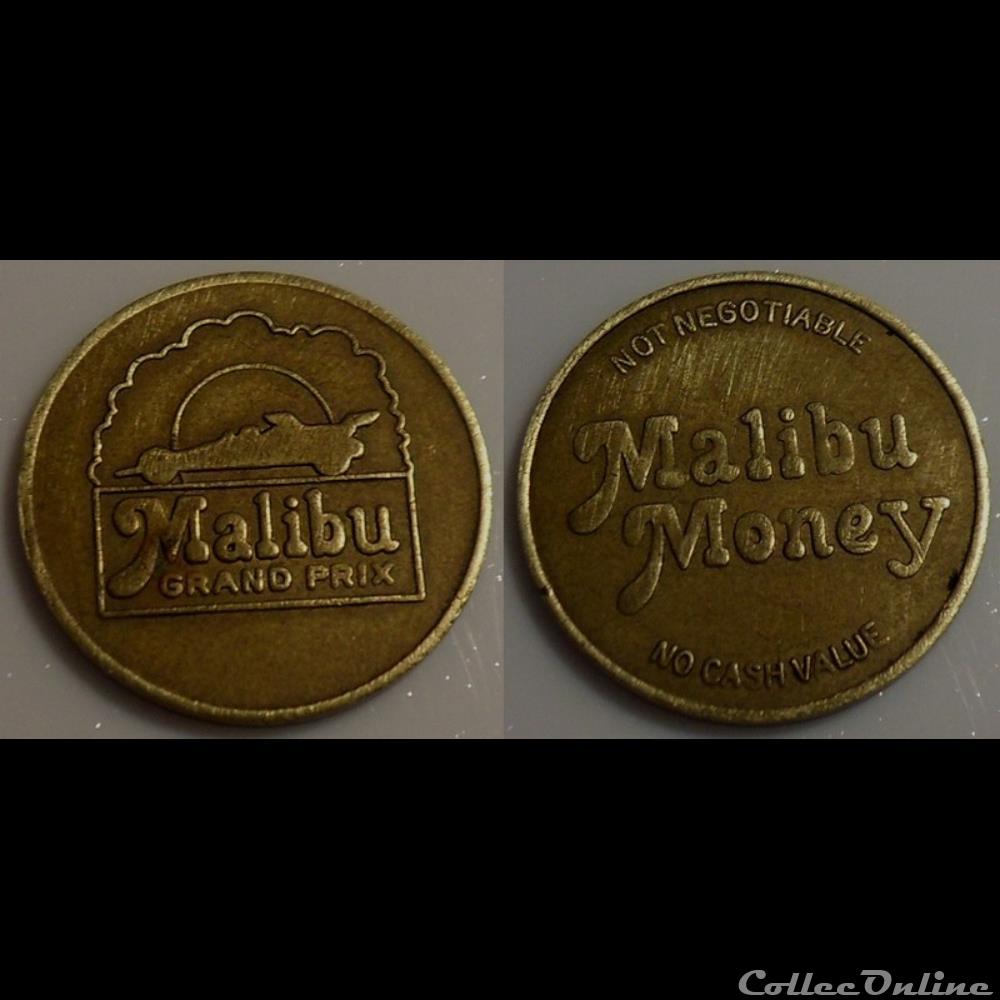 Malibu
GRAND PRIX
NOT NEGOTIABLE
Malibu
Money
NO CASH VALUE
CollecOnline